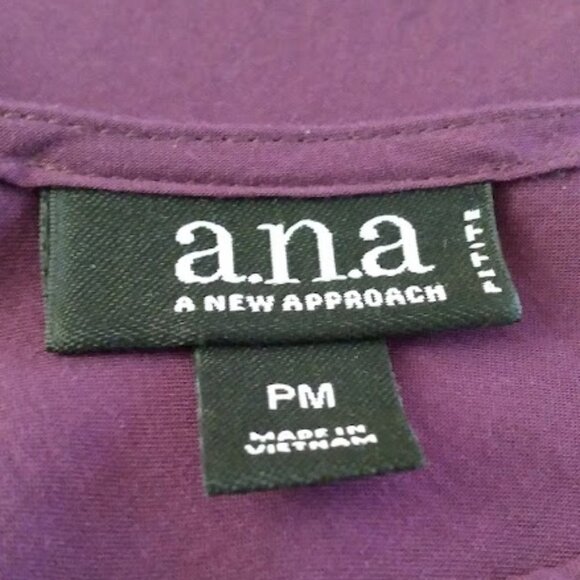 a.n.a
A NEW APPROACH
PETITE
PM
MADE IN
VIETNAM